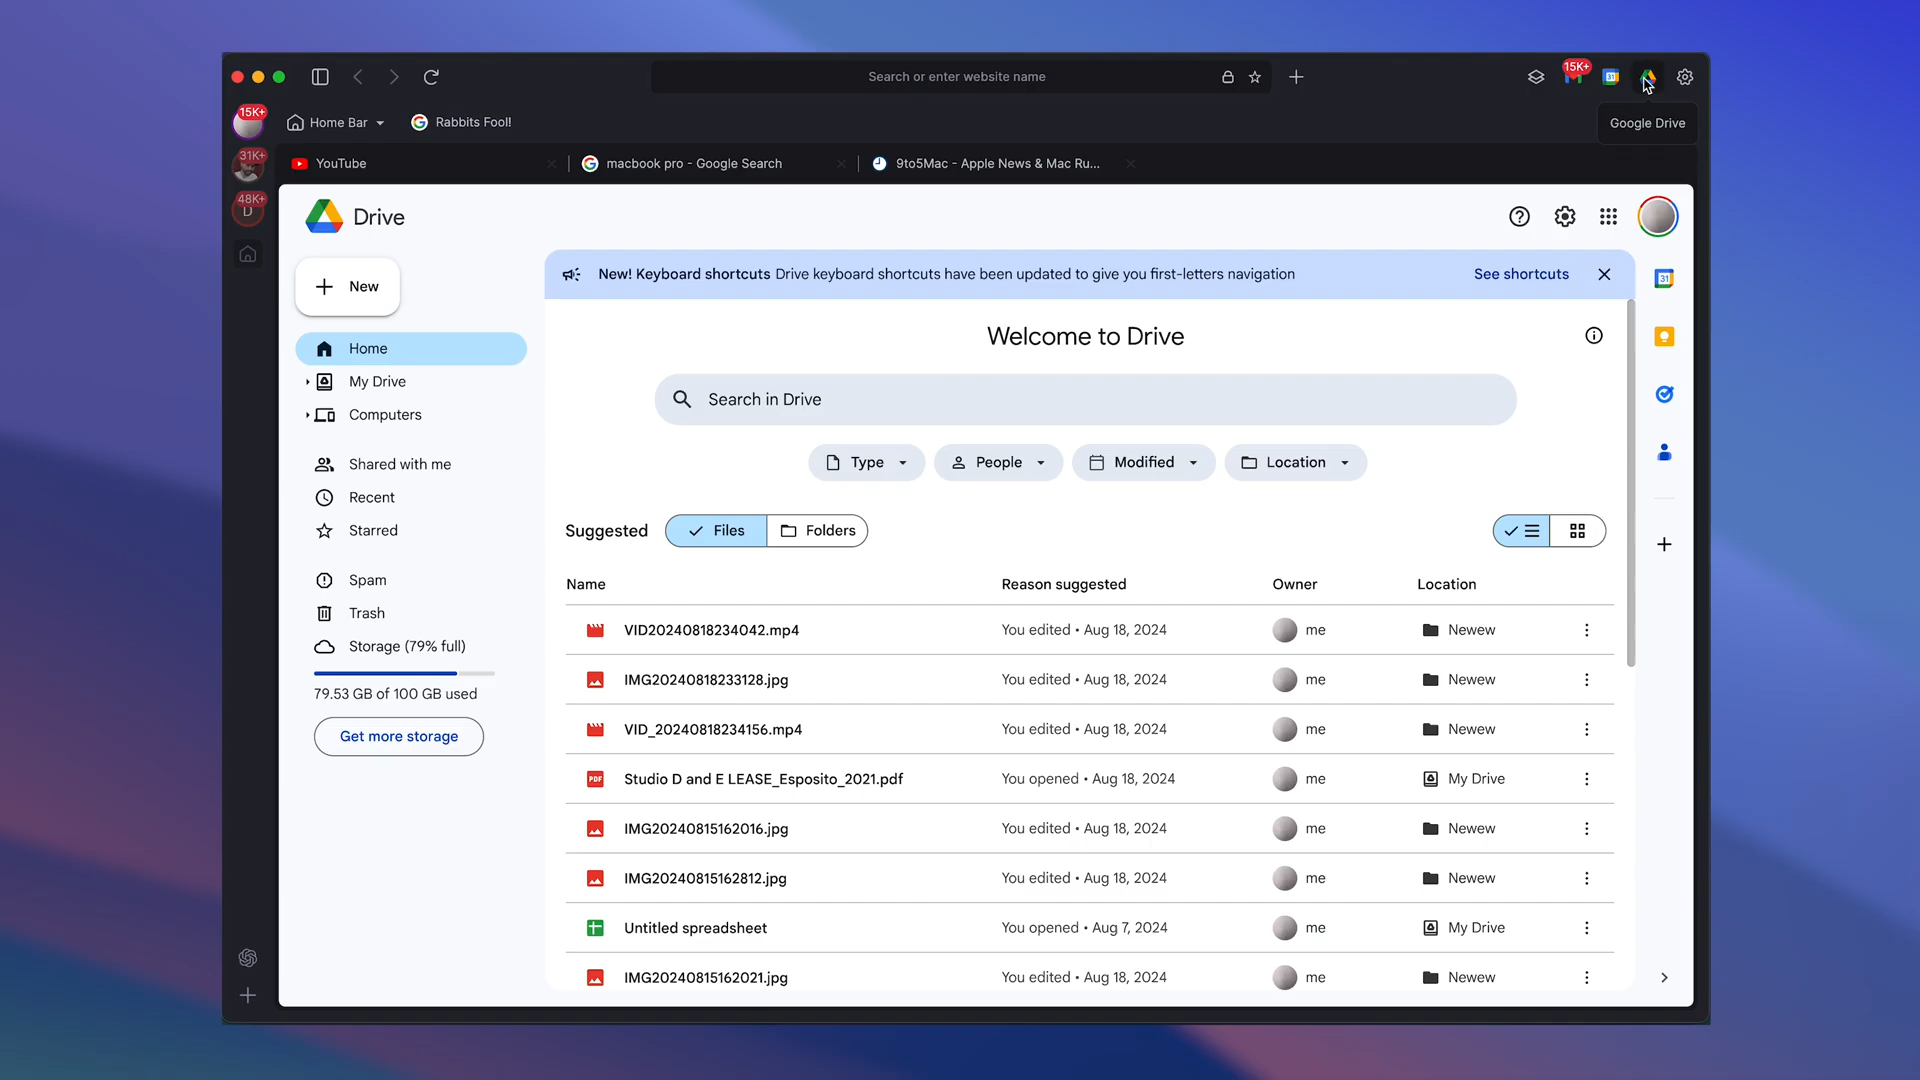 Search or enter website name
15K+
31
Google Drive
15K+
Home Bar
Rabbits Fool!
31K+
YouTube
macbook pro - Google Search
9to5Mac - Apple News & Mac Ru...
48K+
D
Drive
New
New! Keyboard shortcuts Drive keyboard shortcuts have been updated to give you first-letters navigation
See shortcuts
31
Welcome to Drive
Home
My Drive
Computers
Search in Drive
Shared with me
Type
People
Modified
Location
Recent
Starred
Suggested
Files
Folders
Spam
Trash
Storage (79% full)
79.53 GB of 100 GB used
Get more storage
Name Reason suggested Owner Location
VID20240818234042.mp4 You edited • Aug 18, 2024 me Newew
IMG20240818233128.jpg You edited • Aug 18, 2024 me Newew
VID_20240818234156.mp4 You edited • Aug 18, 2024 me Newew
PDF Studio D and E LEASE_Esposito_2021.pdf You opened • Aug 18, 2024 me My Drive
IMG20240815162016.jpg You edited • Aug 18, 2024 me Newew
IMG20240815162812.jpg You edited • Aug 18, 2024 me Newew
Untitled spreadsheet You opened • Aug 7, 2024 me My Drive
IMG20240815162021.jpg You edited • Aug 18, 2024 me Newew